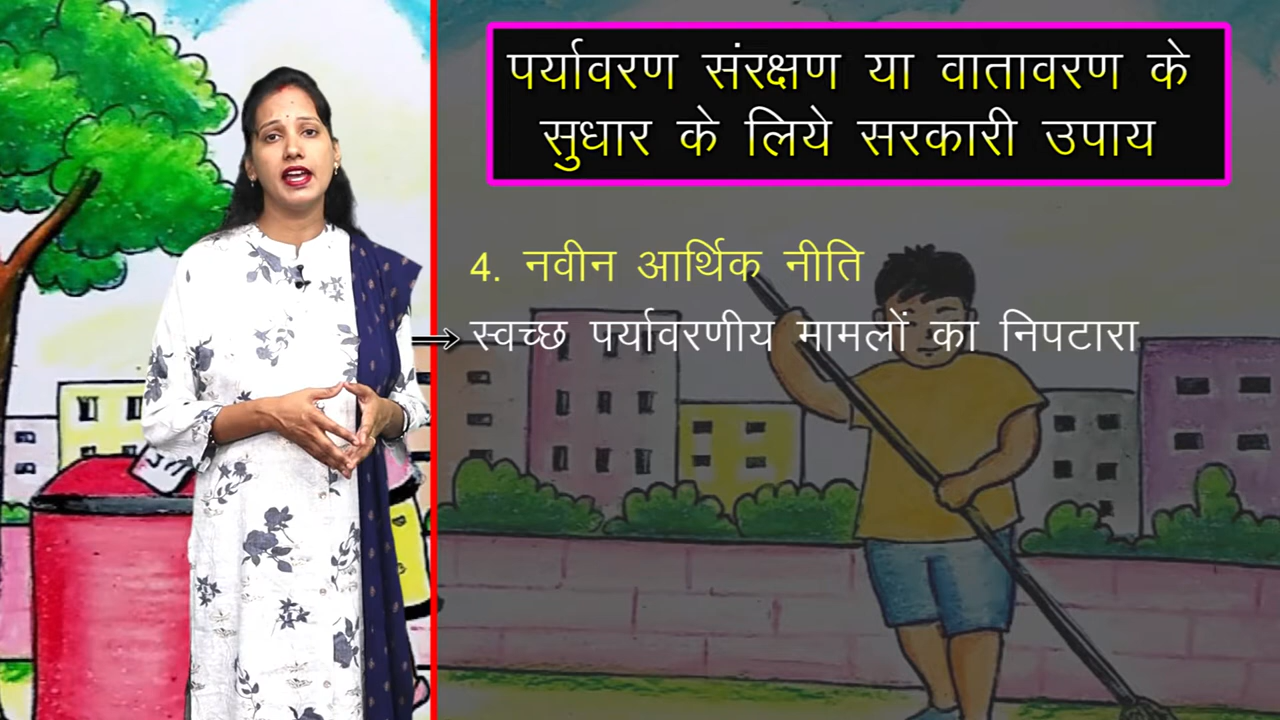 पर्यावरण संरक्षण या वातावरण के
सुधार के लिये सरकारी उपाय
4. नवीन आर्थिक नीति
स्वच्छ पर्यावरणीय मामलों का निपटारा